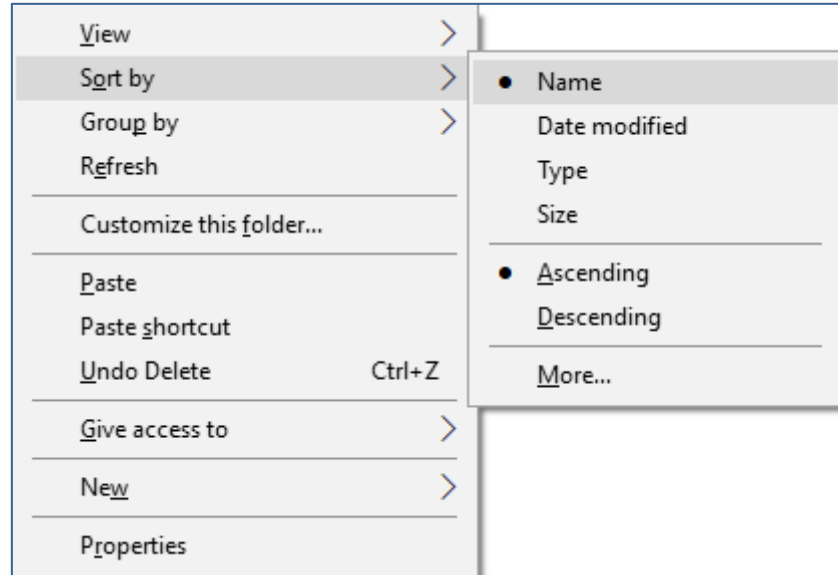 View
Sort by
Group by
Refresh
Customize this folder...
Paste
Paste shortcut
Undo Delete Ctrl+Z
Give access to
New
Properties
Name
Date modified
Type
Size
Ascending
Descending
More...